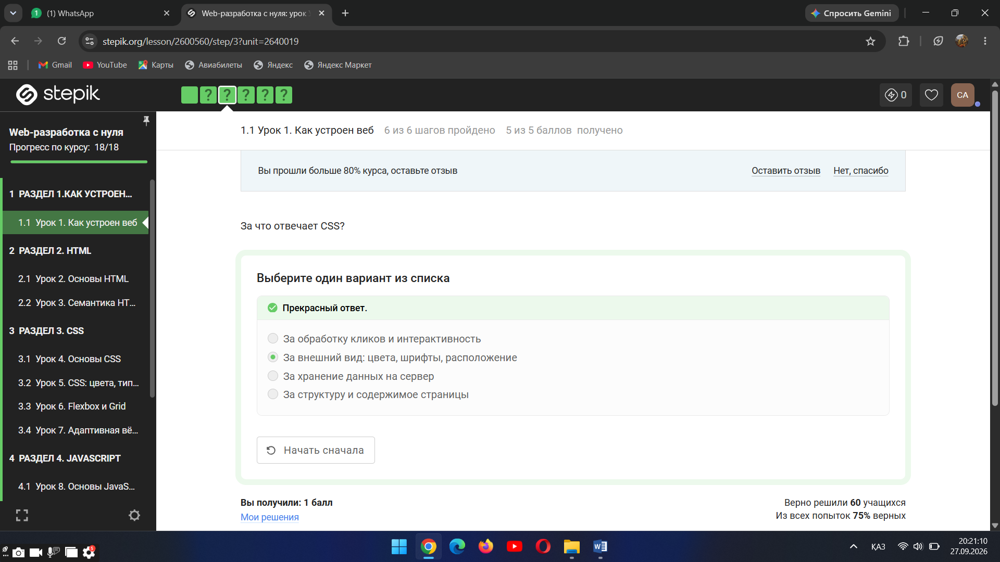 1
(1) WhatsApp
Web-разработка с нуля: урок
Спросить Gemini
stepik.org/lesson/2600560/step/3?unit=2640019
Gmail
YouTube
Карты
Авиабилеты
Яндекс
Яндекс Маркет
stepik
? ? ? ? ?
0
CA
Web-разработка с нуля
Прогресс по курсу: 18/18
1 РАЗДЕЛ 1.КАК УСТРОЕН...
1.1 Урок 1. Как устроен веб
2 РАЗДЕЛ 2. HTML
2.1 Урок 2. Основы HTML
2.2 Урок 3. Семантика HT...
3 РАЗДЕЛ 3. CSS
3.1 Урок 4. Основы CSS
3.2 Урок 5. CSS: цвета, тип...
3.3 Урок 6. Flexbox и Grid
3.4 Урок 7. Адаптивная вё...
4 РАЗДЕЛ 4. JAVASCRIPT
4.1 Урок 8. Основы JavaS...
1.1 Урок 1. Как устроен веб 6 из 6 шагов пройдено 5 из 5 баллов получено
Вы прошли больше 80% курса, оставьте отзыв
Оставить отзыв
Нет, спасибо
За что отвечает CSS?
Выберите один вариант из списка
Прекрасный ответ.
За обработку кликов и интерактивность
За внешний вид: цвета, шрифты, расположение
За хранение данных на сервер
За структуру и содержимое страницы
Начать сначала
Вы получили: 1 балл
Мои решения
Верно решили 60 учащихся
Из всех попыток 75% верных
5
ҚАЗ
20:21:10
27.09.2026